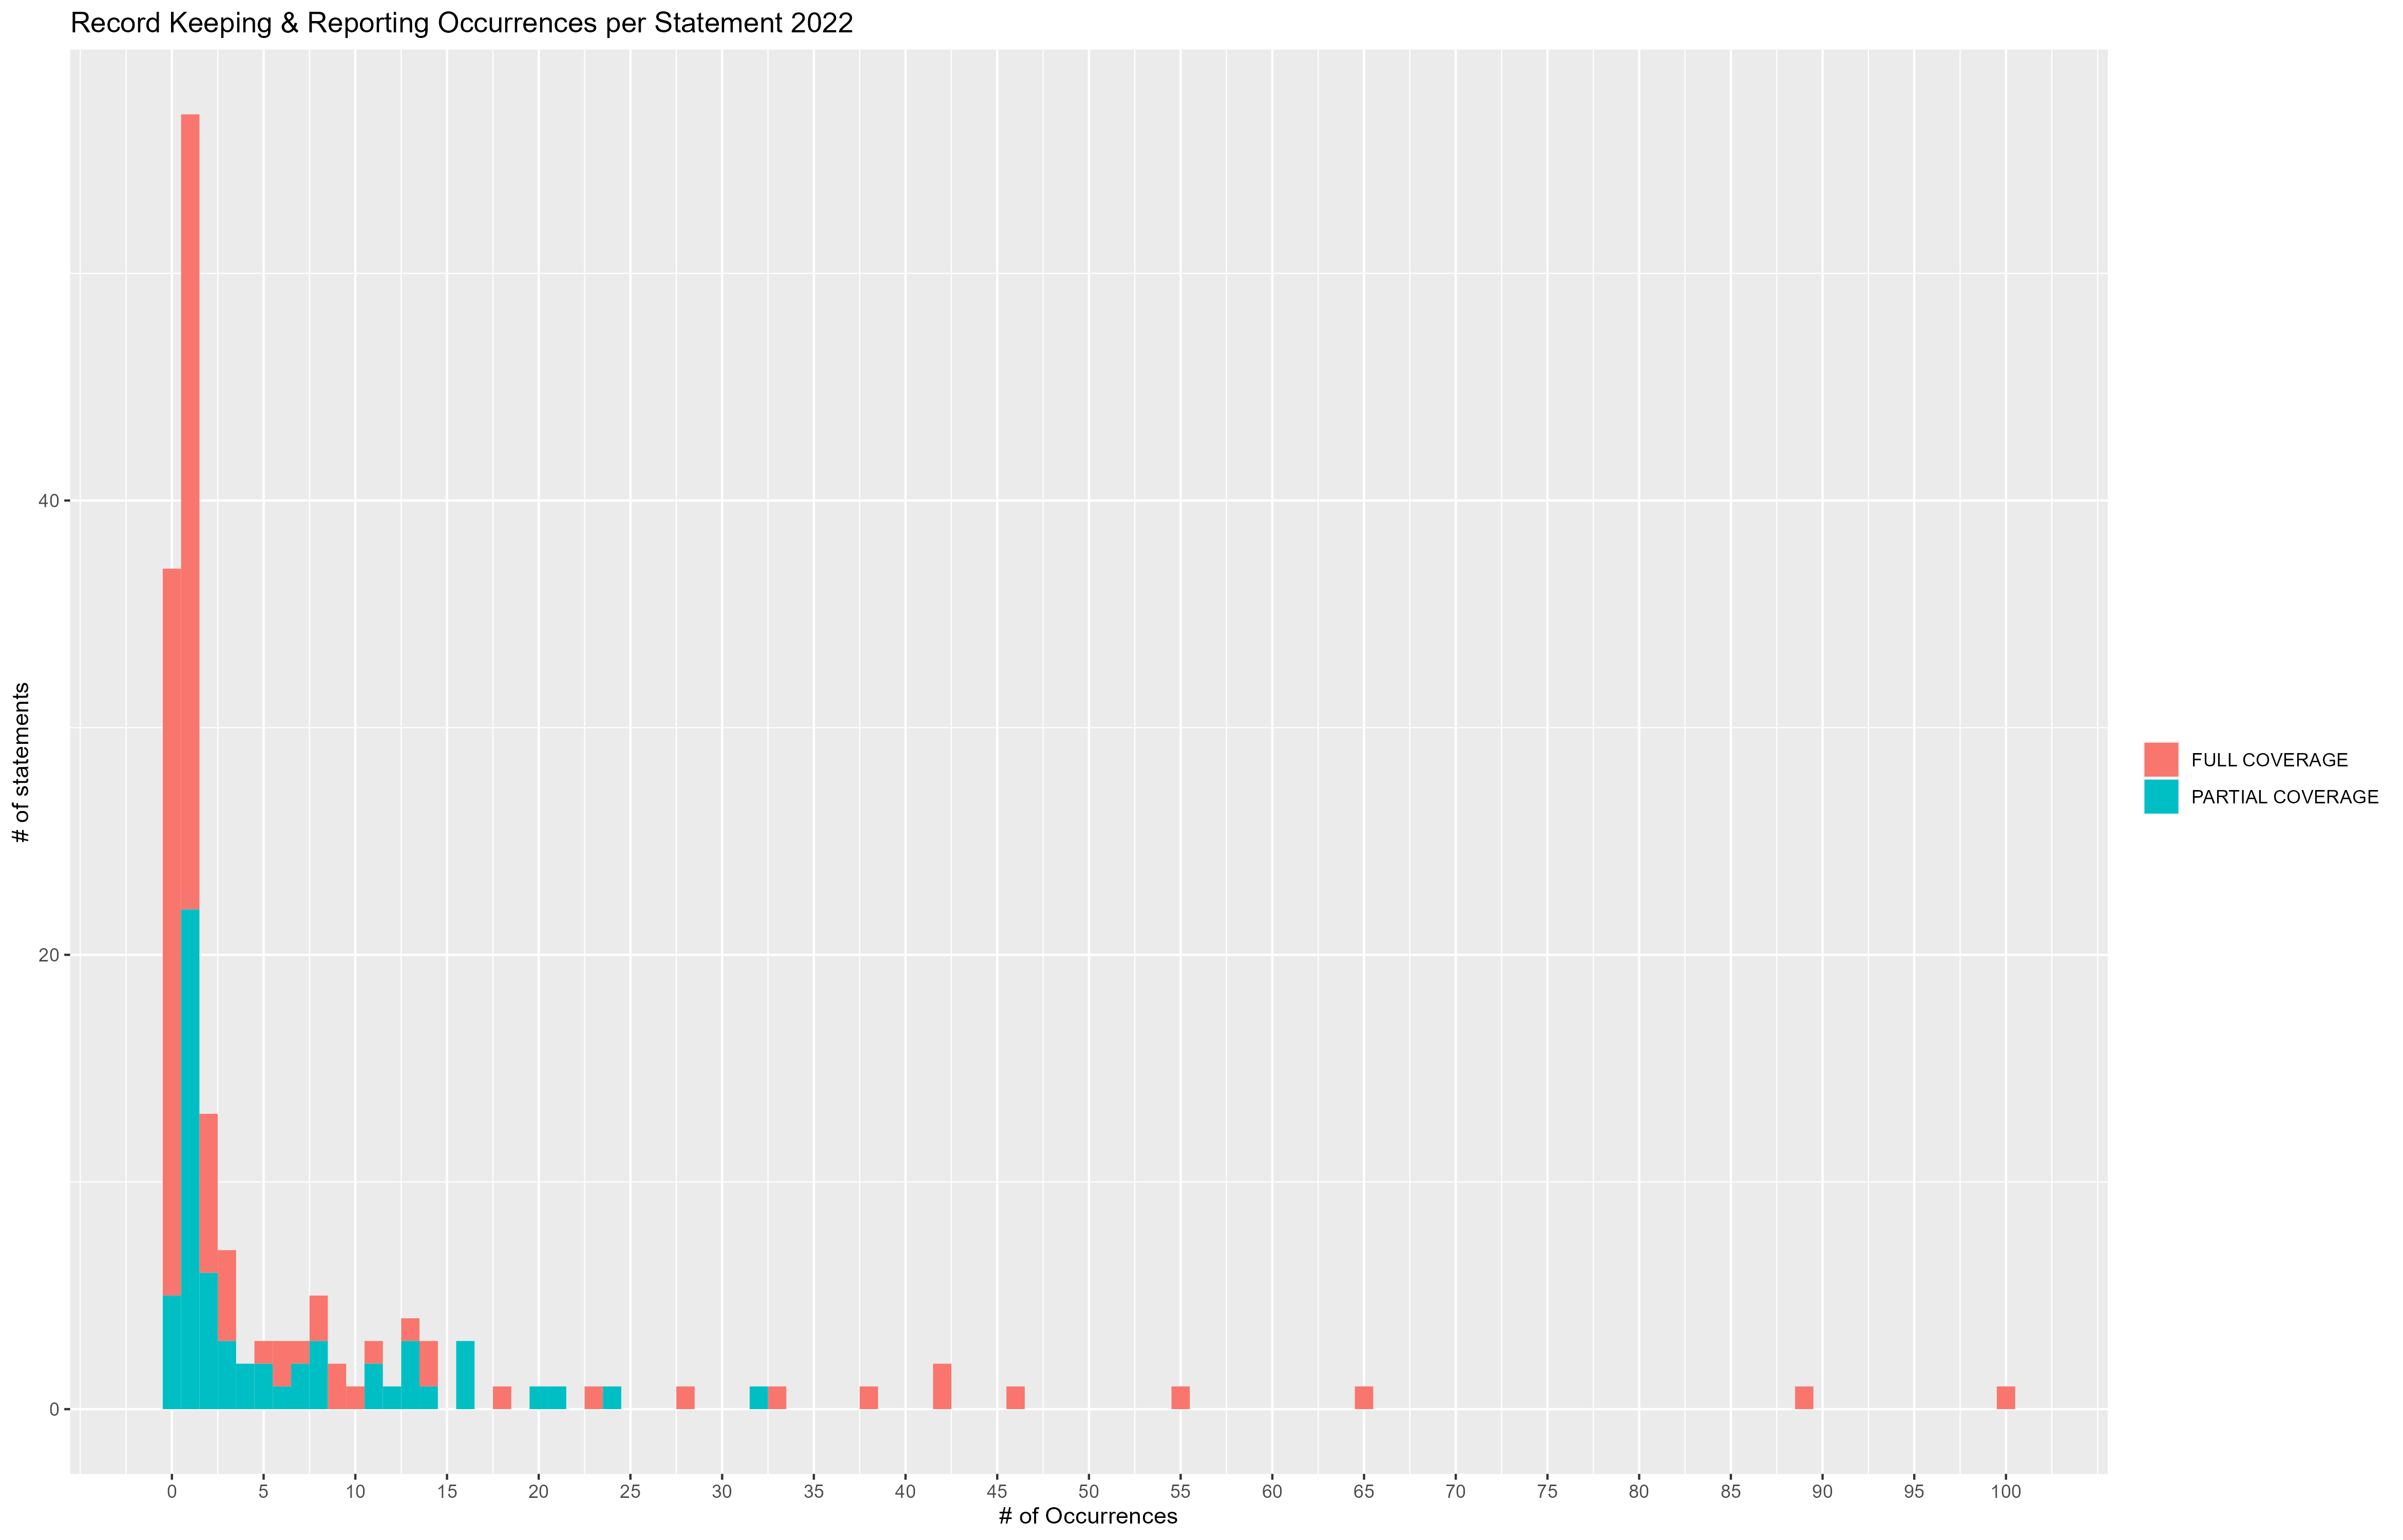 Record Keeping & Reporting Occurrences per Statement 2022
# of statements
40
20
0
0 5 10 15 20 25 30 35 40 45 50 55 60 65 70 75 80 85 90 95 100
# of Occurrences
FULL COVERAGE
PARTIAL COVERAGE